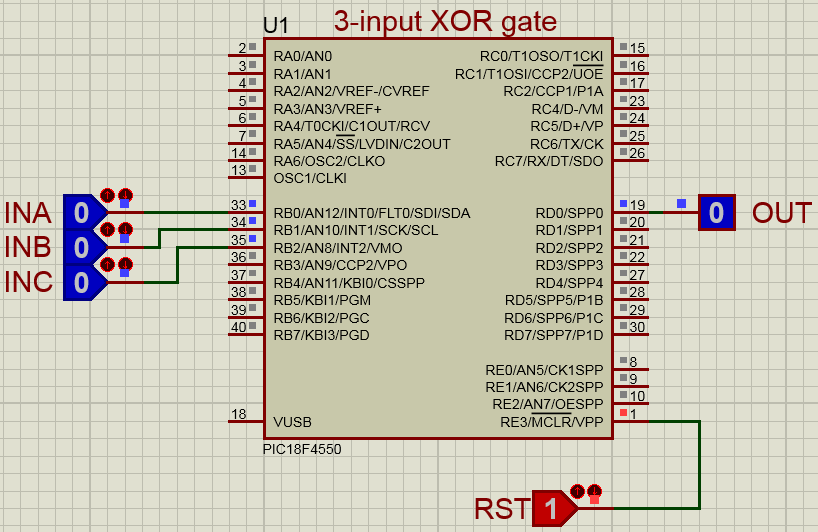 U1 3-input XOR gate
2 RA0/AN0 RC0/T1OSO/T1CKI 15
3 RA1/AN1 RC1/T1OSI/CCP2/UOE 16
4 RA2/AN2/VREF-/CVREF RC2/CCP1/P1A 17
5 RA3/AN3/VREF+ RC4/D-/VM 23
6 RA4/T0CKI/C1OUT/RCV RC5/D+/VP 24
7 RA5/AN4/SS/LVDIN/C2OUT RC6/TX/CK 25
14 RA6/OSC2/CLKO RC7/RX/DT/SDO 26
13 OSC1/CLKI
INA 0 33 RB0/AN12/INT0/FLT0/SDI/SDA RD0/SPP0 19 0 OUT
34 RB1/AN10/INT1/SCK/SCL RD1/SPP1 20
INB 0 35 RB2/AN8/INT2/VMO RD2/SPP2 21
36 RB3/AN9/CCP2/VPO RD3/SPP3 22
INC 0 37 RB4/AN11/KBI0/CSSPP RD4/SPP4 27
38 RB5/KBI1/PGM RD5/SPP5/P1B 28
39 RB6/KBI2/PGC RD6/SPP6/P1C 29
40 RB7/KBI3/PGD RD7/SPP7/P1D 30
RE0/AN5/CK1SPP 8
RE1/AN6/CK2SPP 9
RE2/AN7/OESPP 10
18 VUSB RE3/MCLR/VPP 1
PIC18F4550
RST 1